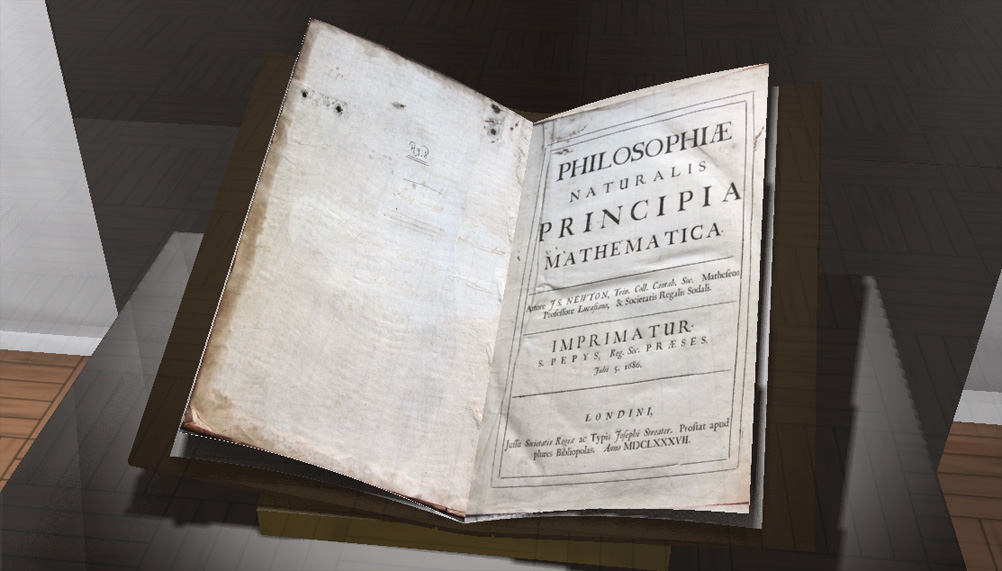 PHILOSOPHIÆ
NATURALIS
PRINCIPIA
MATHEMATICA.
Autore JS. NEWTON, Trin. Coll. Cantab. Soc. Matheseos
Professore Lucasiano, & Societatis Regalis Sodali.
IMPRIMATUR.
S. PEPYS, Reg. Soc. PRÆSES.
Julii 5. 1686.
LONDINI,
Jussu Societatis Regiæ ac Typis Josephi Streater. Prostat apud
plures Bibliopolas. Anno MDCLXXXVII.